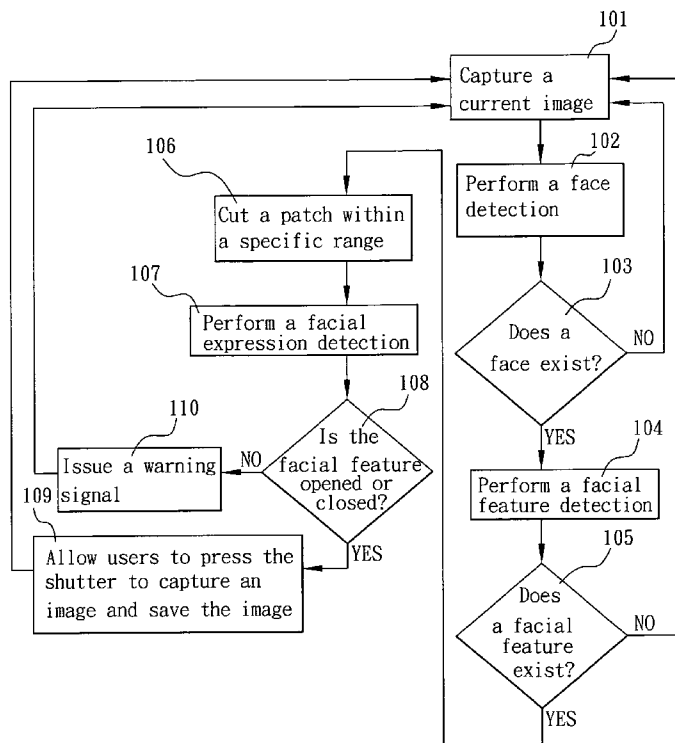 101
Capture a
current image
102
Perform a face
detection
103
Does a
face exist?
NO
YES
104
Perform a facial
feature detection
105
Does
a facial
feature
exist?
NO
YES
106
Cut a patch within
a specific range
107
Perform a facial
expression detection
108
Is the
facial feature
opened or
closed?
NO
YES
110
Issue a warning
signal
109
Allow users to press the
shutter to capture an
image and save the image